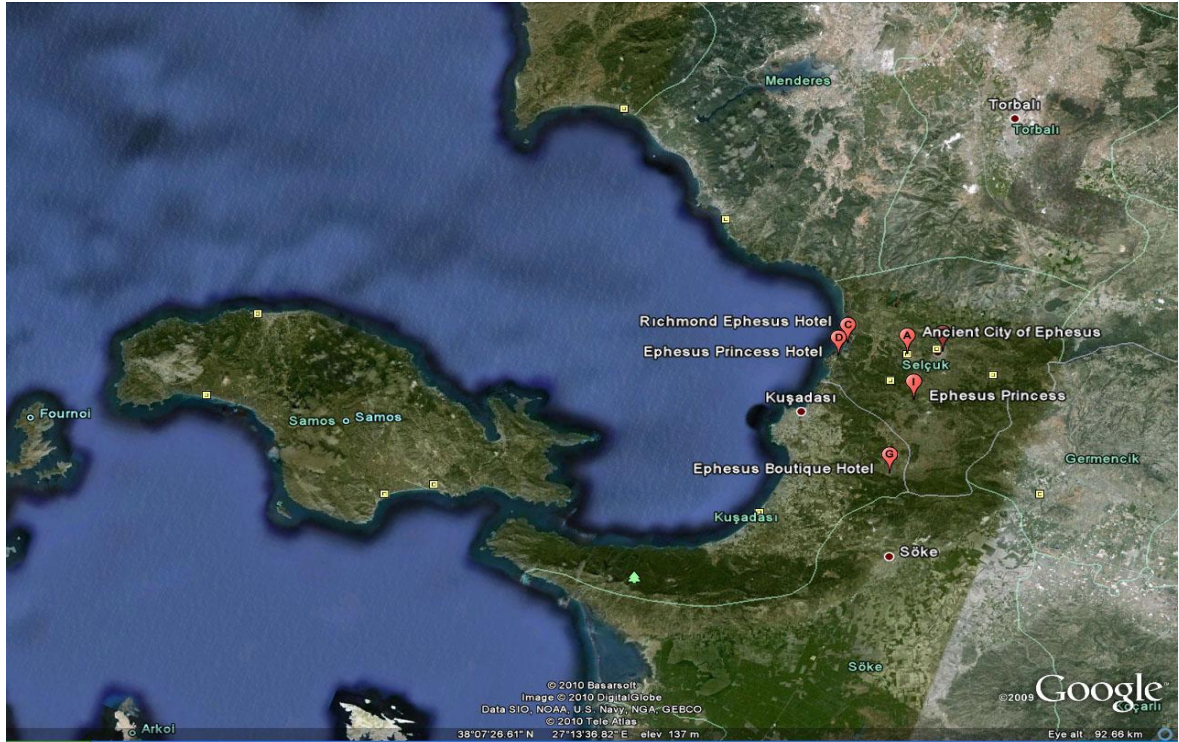 Menderes
Torbalı
Torbalı
Richmond Ephesus Hotel
C
D
A
Ancient City of Ephesus
Ephesus Princess Hotel
Selçuk
I
Kuşadası
Ephesus Princess
Fournoi
Samos
Samos
G
Ephesus Boutique Hotel
Germencik
Kuşadası
Söke
Söke
© 2010 Basarsoft
Image © 2010 DigitalGlobe
Data SIO, NOAA, U.S. Navy, NGA, GEBCO
© 2010 Tele Atlas
©2009 Google™
Koçarlı
Arkoi
38°07'26.61" N 27°13'36.82" E elev 137 m
Eye alt 92.66 km